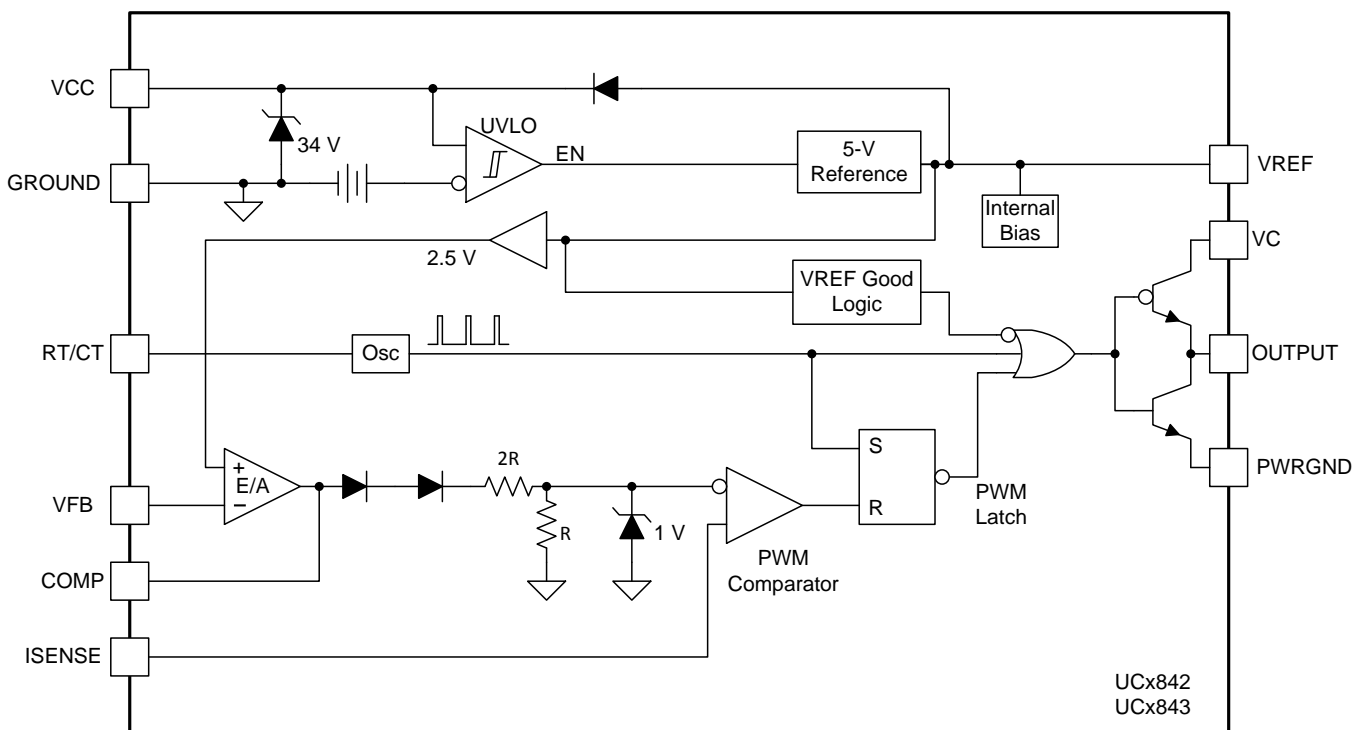 VCC
34 V
UVLO
EN
5-V
Reference
GROUND
VREF
Internal
Bias
VC
2.5 V
VREF Good
Logic
RT/CT
Osc
OUTPUT
+
E/A
−
2R
R
1 V
S
R
PWM
Latch
PWRGND
VFB
PWM
Comparator
COMP
ISENSE
UCx842
UCx843